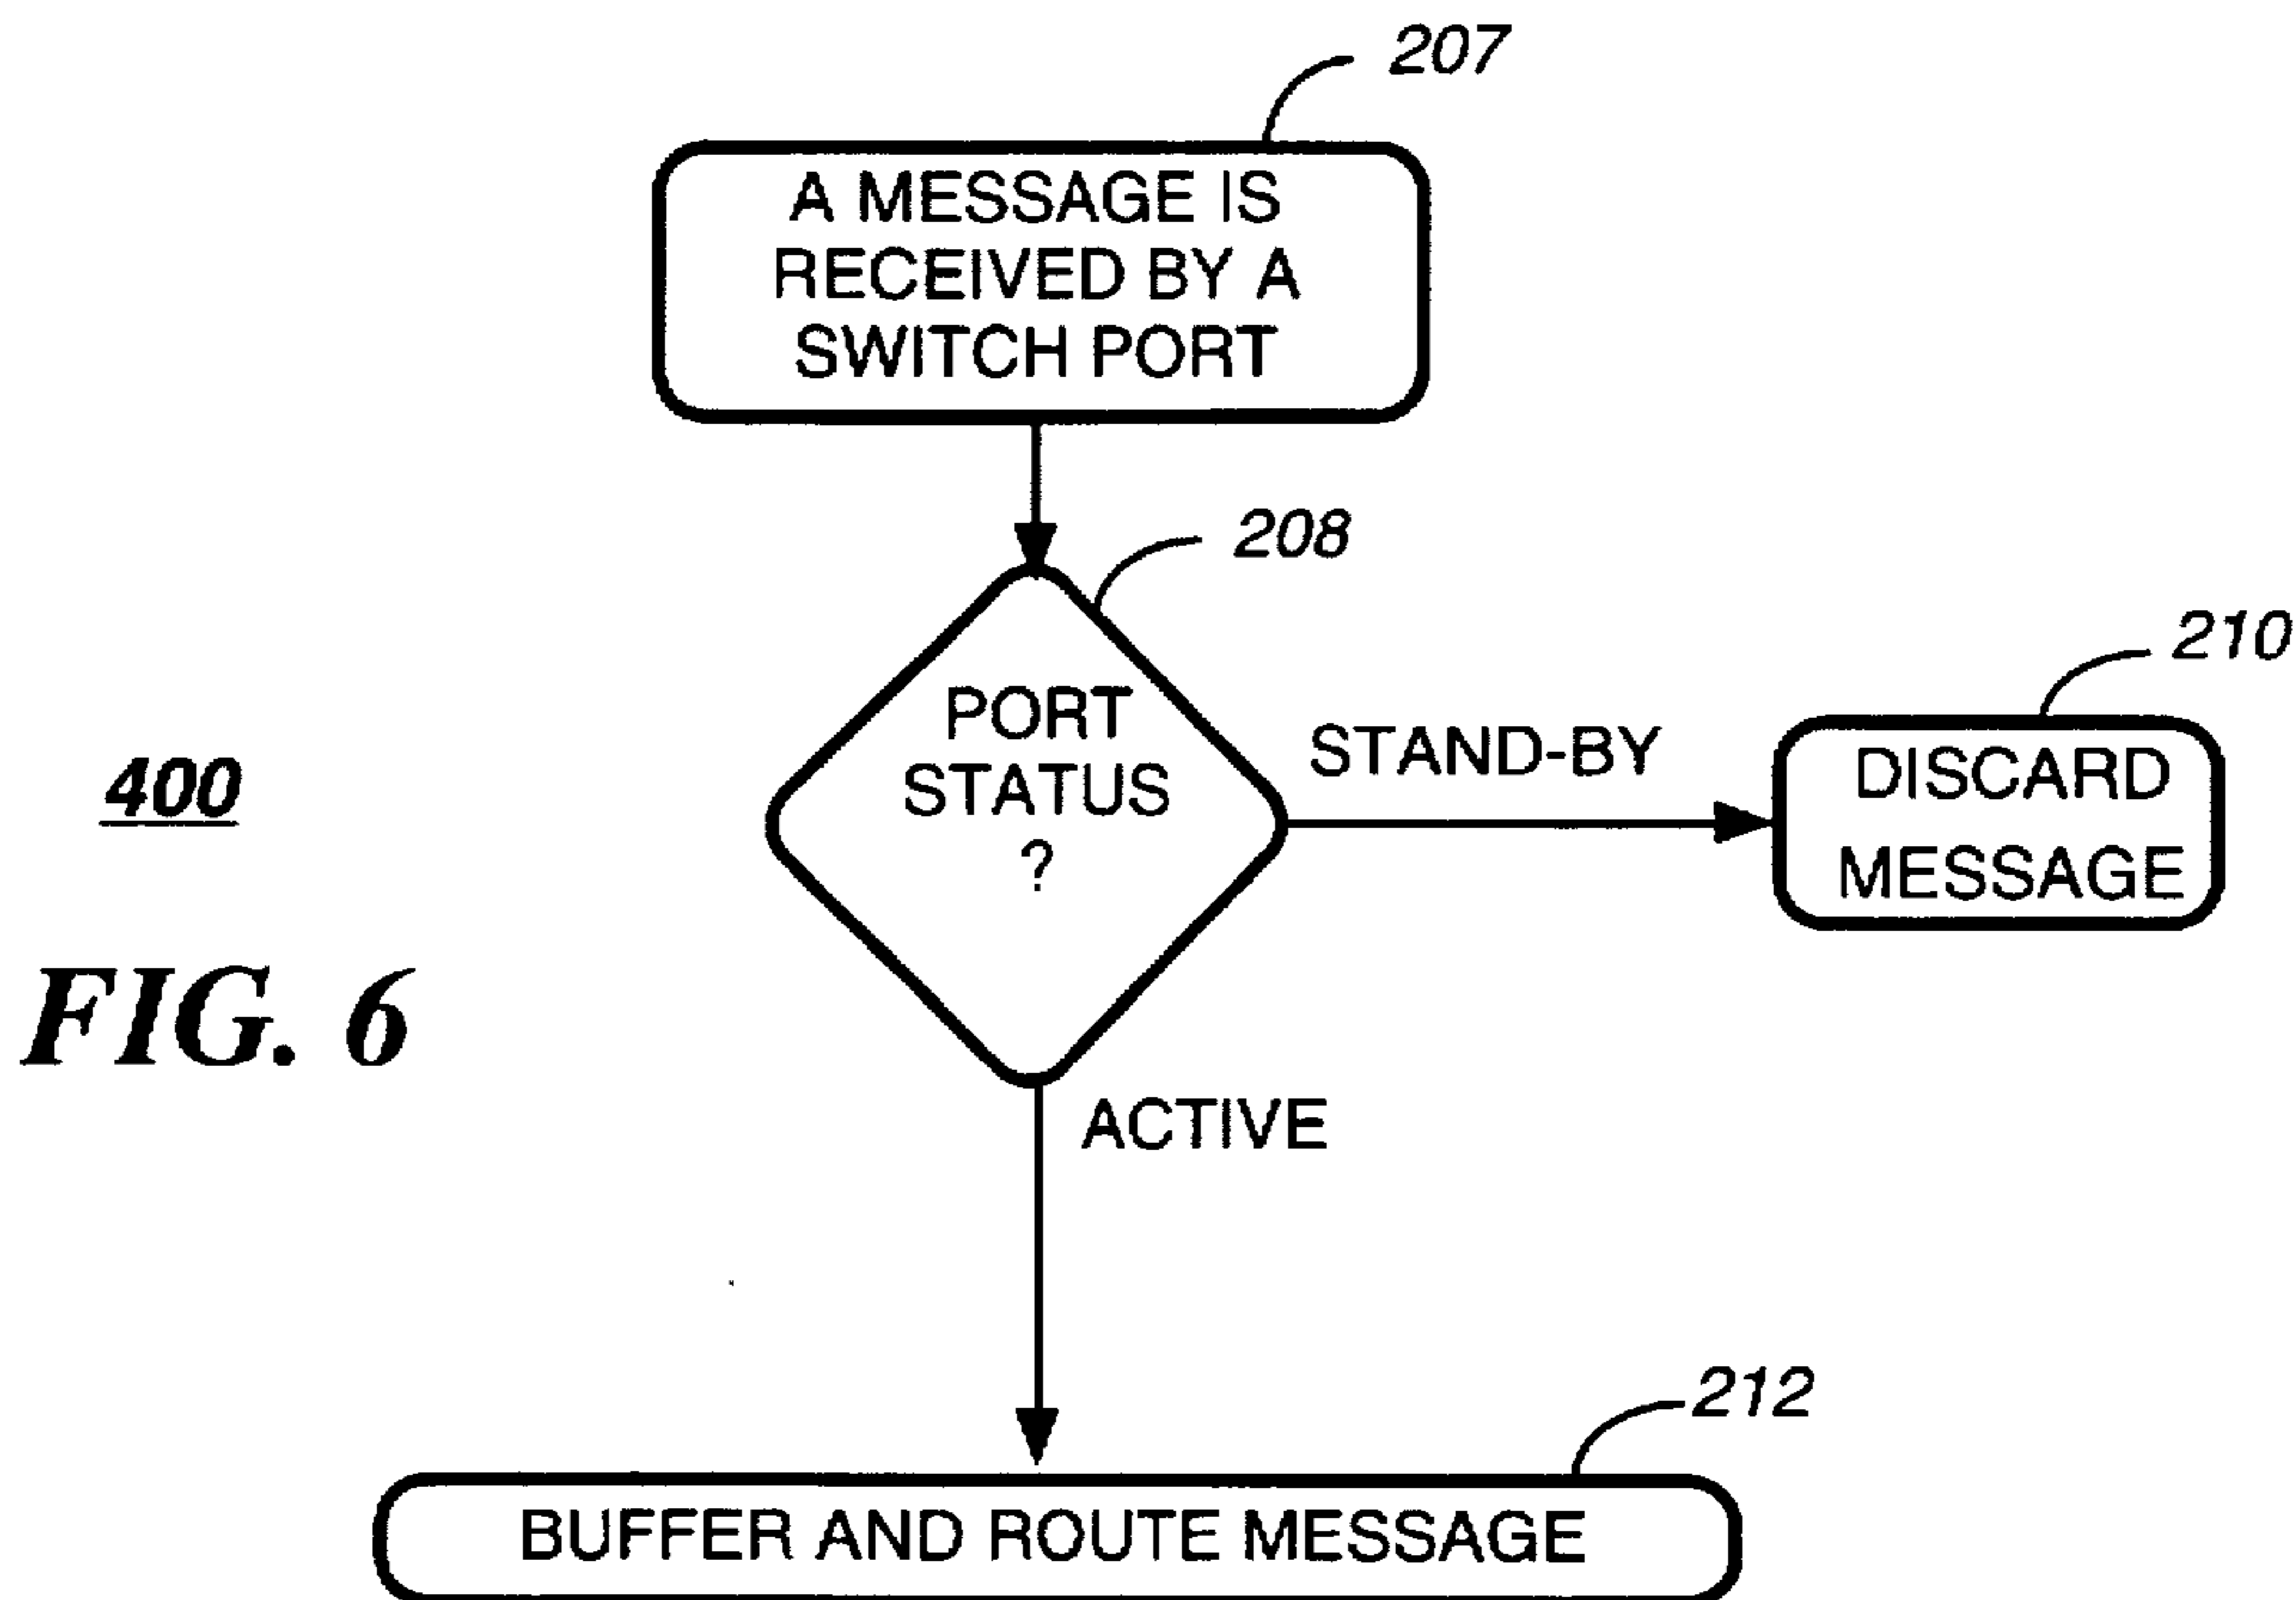 207
A MESSAGE IS
RECEIVED BY A
SWITCH PORT
208
PORT
STATUS
?
STAND-BY
210
DISCARD
MESSAGE
400
FIG. 6
ACTIVE
212
BUFFER AND ROUTE MESSAGE